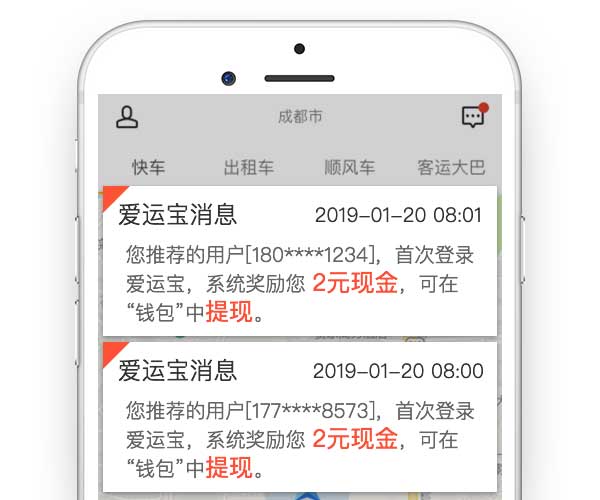 成都市
快车 出租车 顺风车 客运大巴
爱运宝消息 2019-01-20 08:01
您推荐的用户[180****1234]，首次登录
爱运宝，系统奖励您 2元现金，可在
“钱包”中提现。
爱运宝消息 2019-01-20 08:00
您推荐的用户[177****8573]，首次登录
爱运宝，系统奖励您 2元现金，可在
“钱包”中提现。